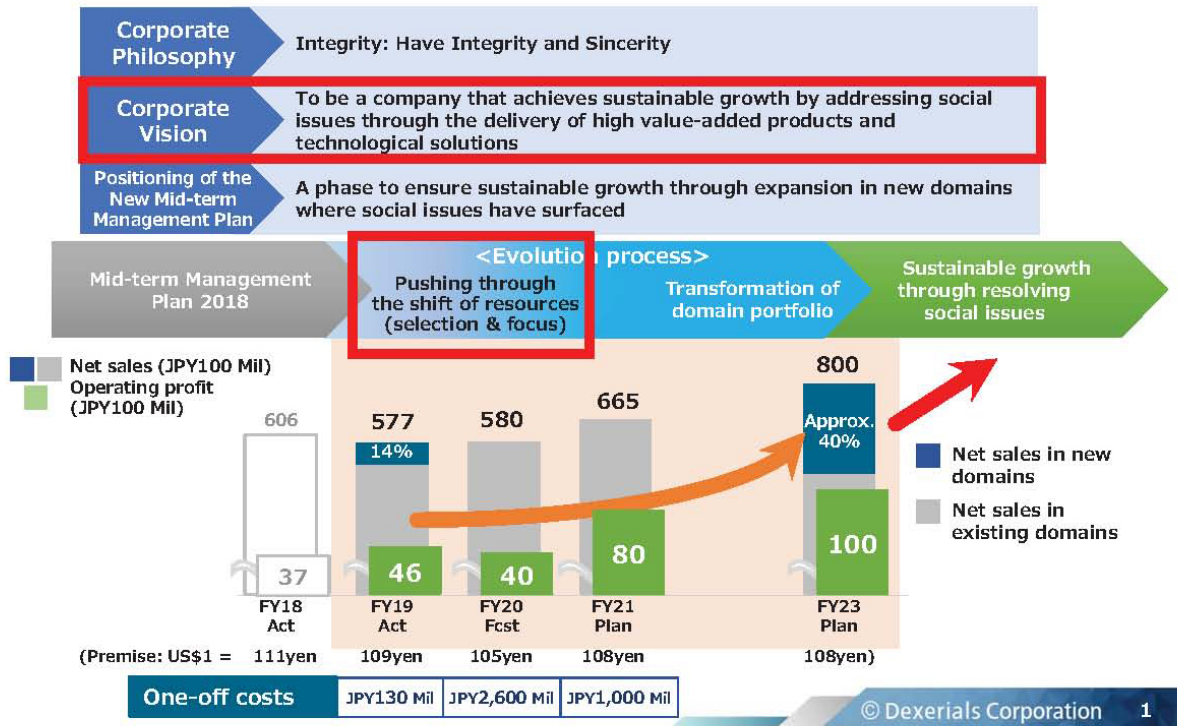 Corporate
Philosophy
Integrity: Have Integrity and Sincerity
Corporate
Vision
To be a company that achieves sustainable growth by addressing social
issues through the delivery of high value-added products and
technological solutions
Positioning of the
New Mid-term
Management Plan
A phase to ensure sustainable growth through expansion in new domains
where social issues have surfaced
<Evolution process>
Mid-term Management
Plan 2018
Pushing through
the shift of resources
(selection & focus)
Transformation of
domain portfolio
Sustainable growth
through resolving
social issues
Net sales (JPY100 Mil)
Operating profit
(JPY100 Mil)
606
577
580
665
800
14%
Approx.
40%
Net sales in new
domains
Net sales in
existing domains
37
46
40
80
100
FY18
Act
FY19
Act
FY20
Fcst
FY21
Plan
FY23
Plan
(Premise: US$1 = 111yen 109yen 105yen 108yen 108yen)
One-off costs JPY130 Mil JPY2,600 Mil JPY1,000 Mil
© Dexerials Corporation 1